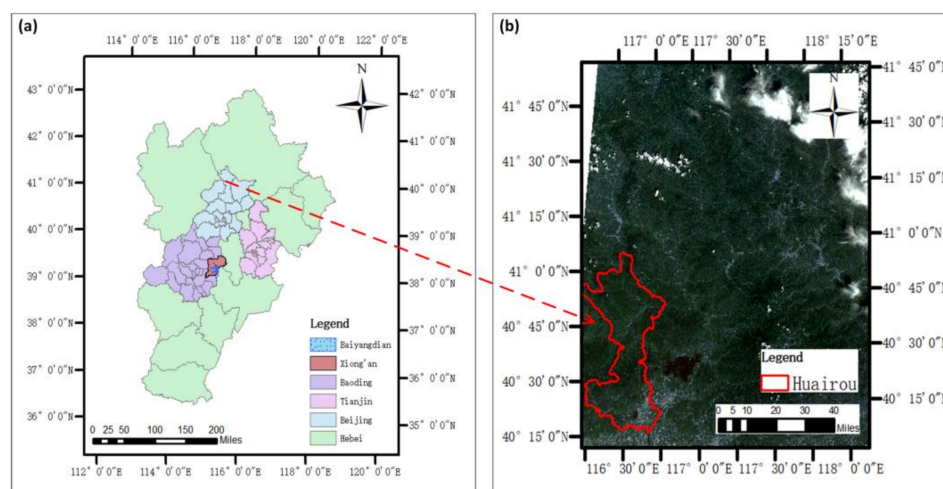 (a)
114° 0'0"E 116° 0'0"E 118° 0'0"E 120° 0'0"E 122° 0'0"E
N
43° 0'0"N
42° 0'0"N
41° 0'0"N
40° 0'0"N
39° 0'0"N
38° 0'0"N
37° 0'0"N
36° 0'0"N
42° 0'0"N
41° 0'0"N
40° 0'0"N
39° 0'0"N
38° 0'0"N
37° 0'0"N
36° 0'0"N
35° 0'0"N
Legend
Baiyangdian
Xiong'an
Baoding
Tianjin
Beijing
Hebei
0 25 50 100 150 200
Miles
112° 0'0"E 114° 0'0"E 116° 0'0"E 118° 0'0"E 120° 0'0"E
(b)
117° 0'0"E 117° 30'0"E 118° 15'0"E
N
41° 45'0"N
41° 30'0"N
41° 15'0"N
41° 0'0"N
40° 45'0"N
40° 30'0"N
40° 15'0"N
41° 45'0"N
41° 30'0"N
41° 15'0"N
41° 0'0"N
40° 45'0"N
40° 30'0"N
40° 15'0"N
Legend
Huairou
0 5 10 20 30 40
Miles
116° 30'0"E 117° 0'0"E 117° 30'0"E 118° 0'0"E